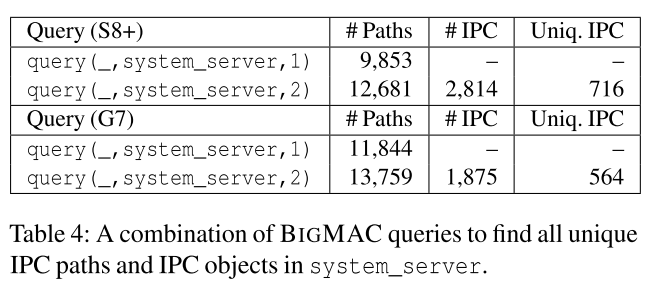 Query (S8+) # Paths # IPC Uniq. IPC
query(_,system_server,1) 9,853 – –
query(_,system_server,2) 12,681 2,814 716
Query (G7) # Paths # IPC Uniq. IPC
query(_,system_server,1) 11,844 – –
query(_,system_server,2) 13,759 1,875 564
Table 4: A combination of BIGMAC queries to find all unique
IPC paths and IPC objects in system_server.